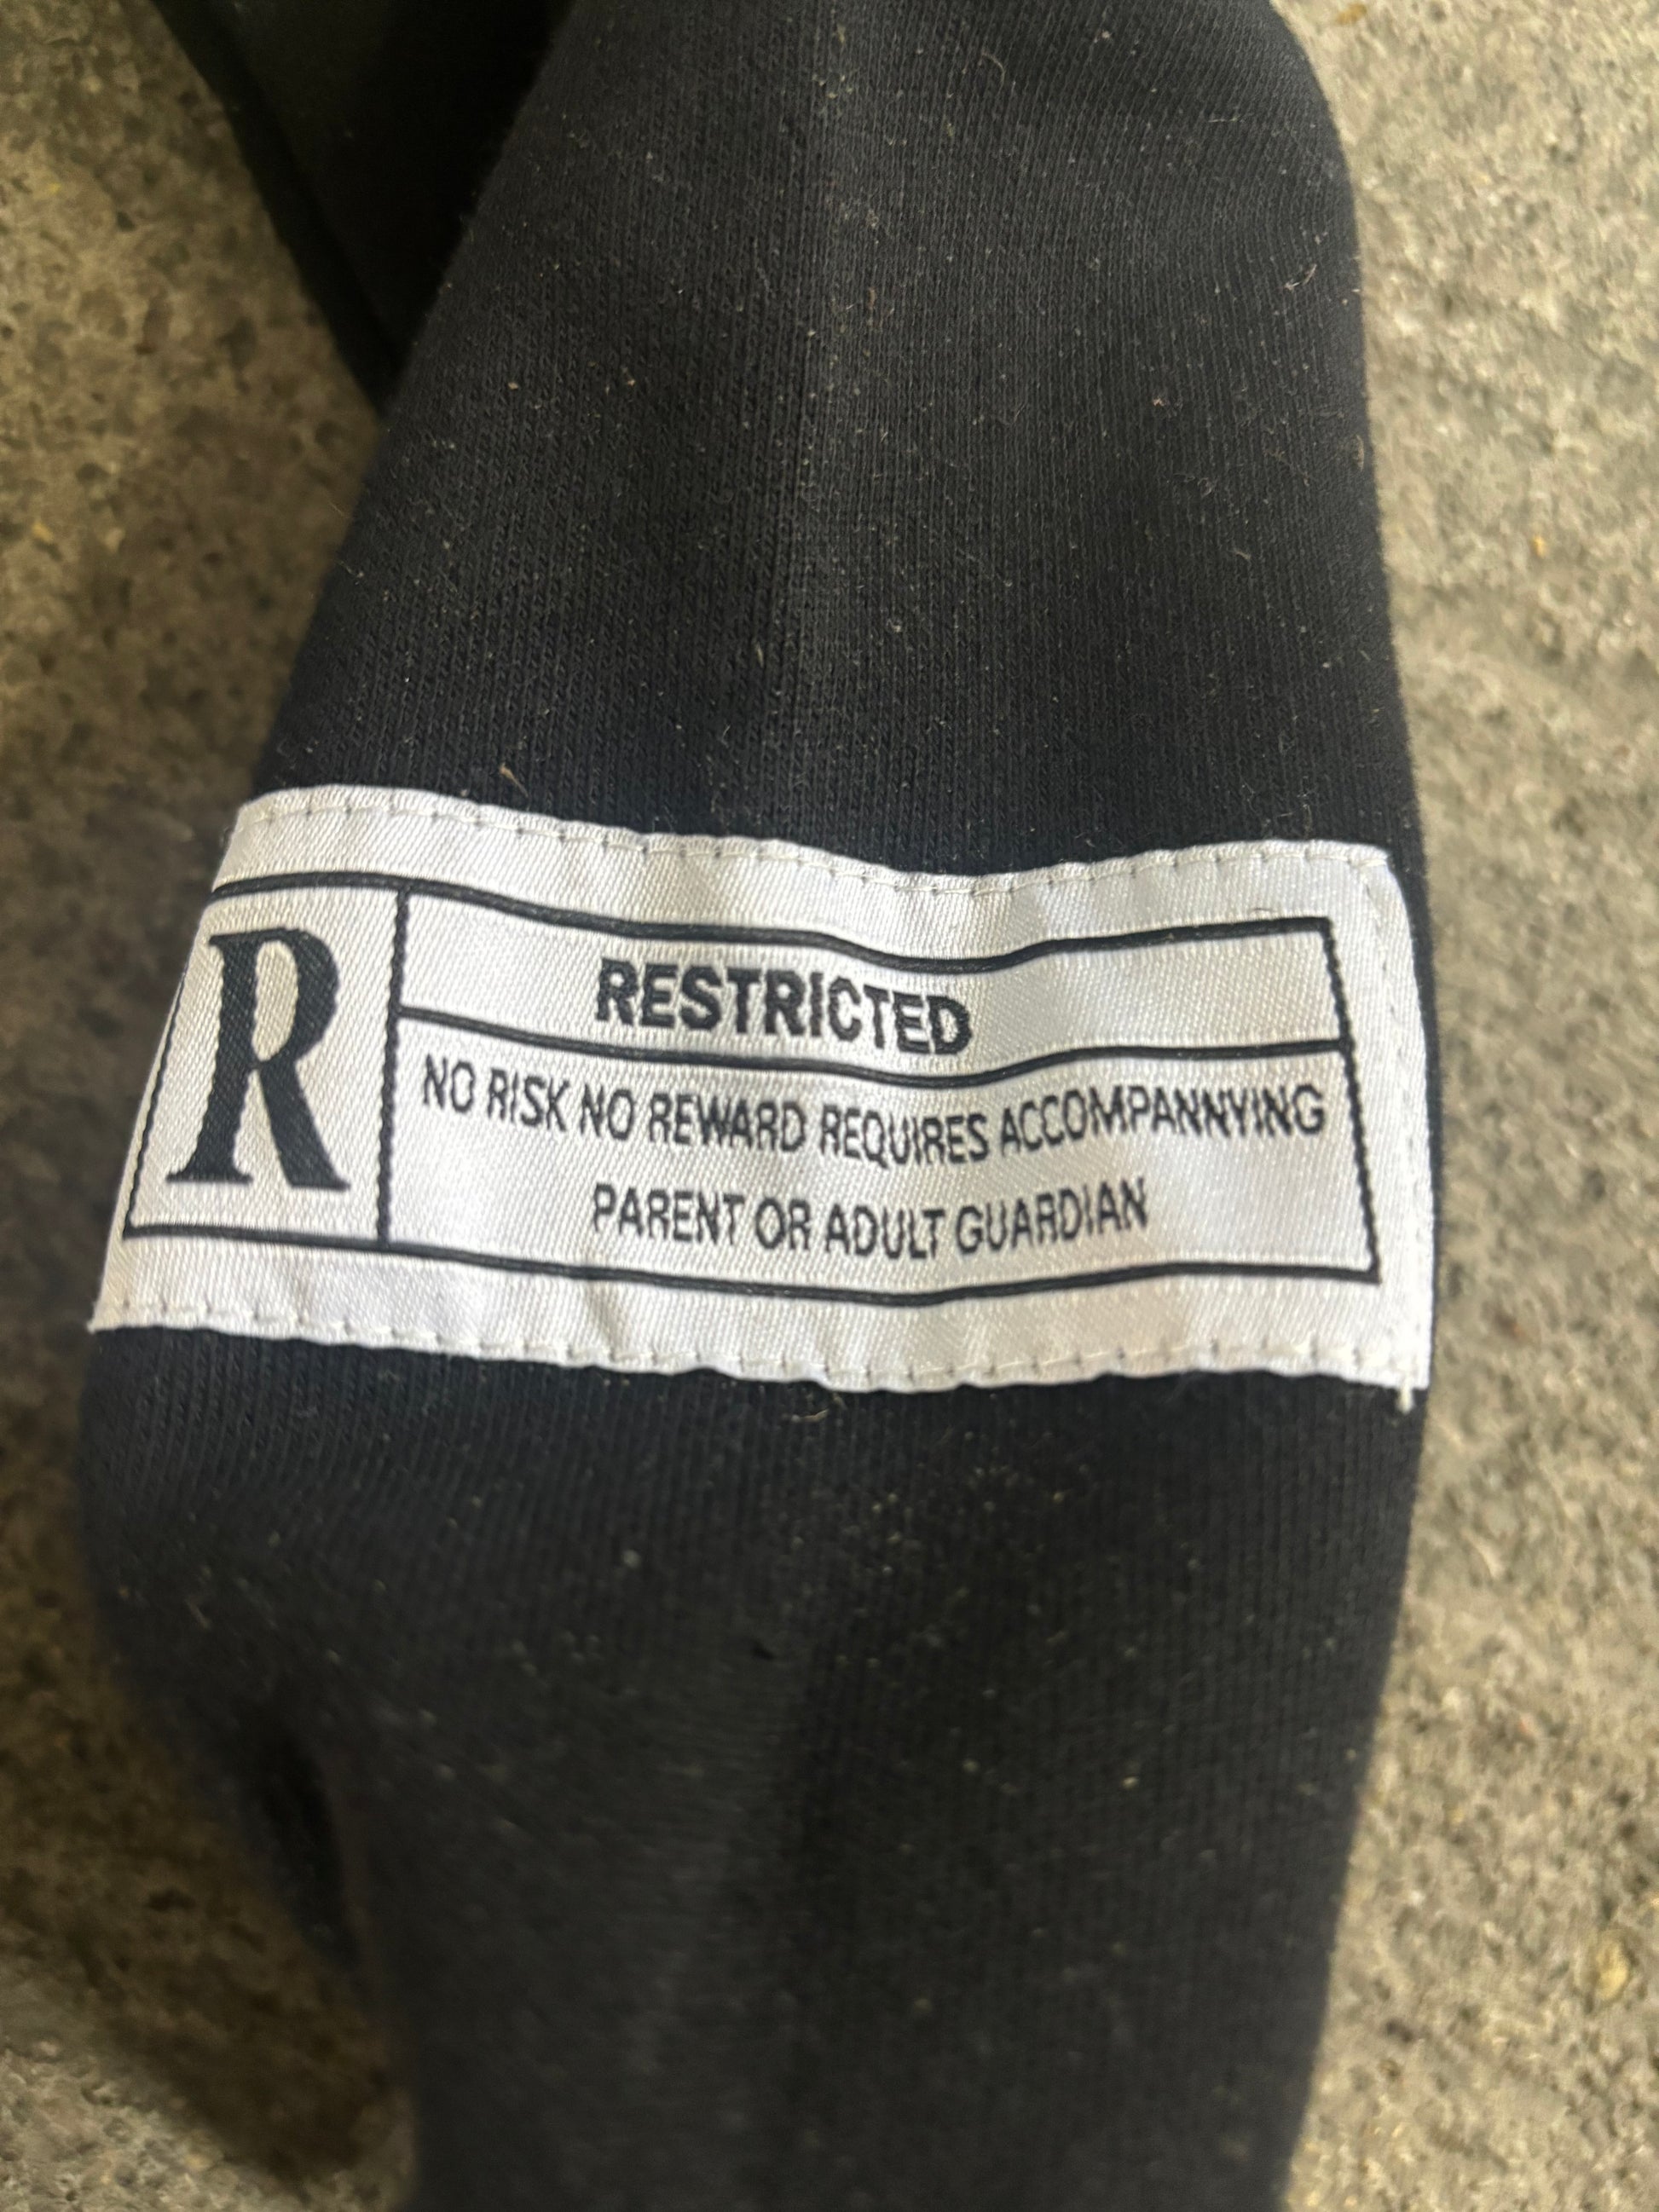 R
RESTRICTED
NO RISK NO REWARD REQUIRES ACCOMPANNYING
PARENT OR ADULT GUARDIAN